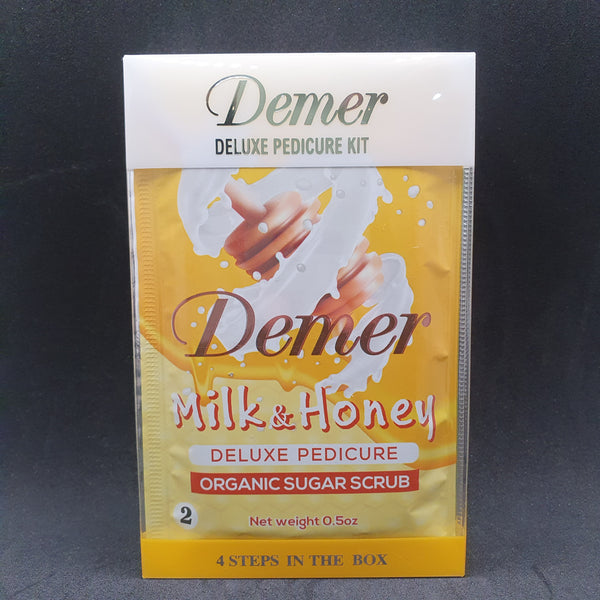 Demer
DELUXE PEDICURE KIT
Demer
Milk & Honey
DELUXE PEDICURE
ORGANIC SUGAR SCRUB
2
Net weight 0.5oz
4 STEPS IN THE BOX